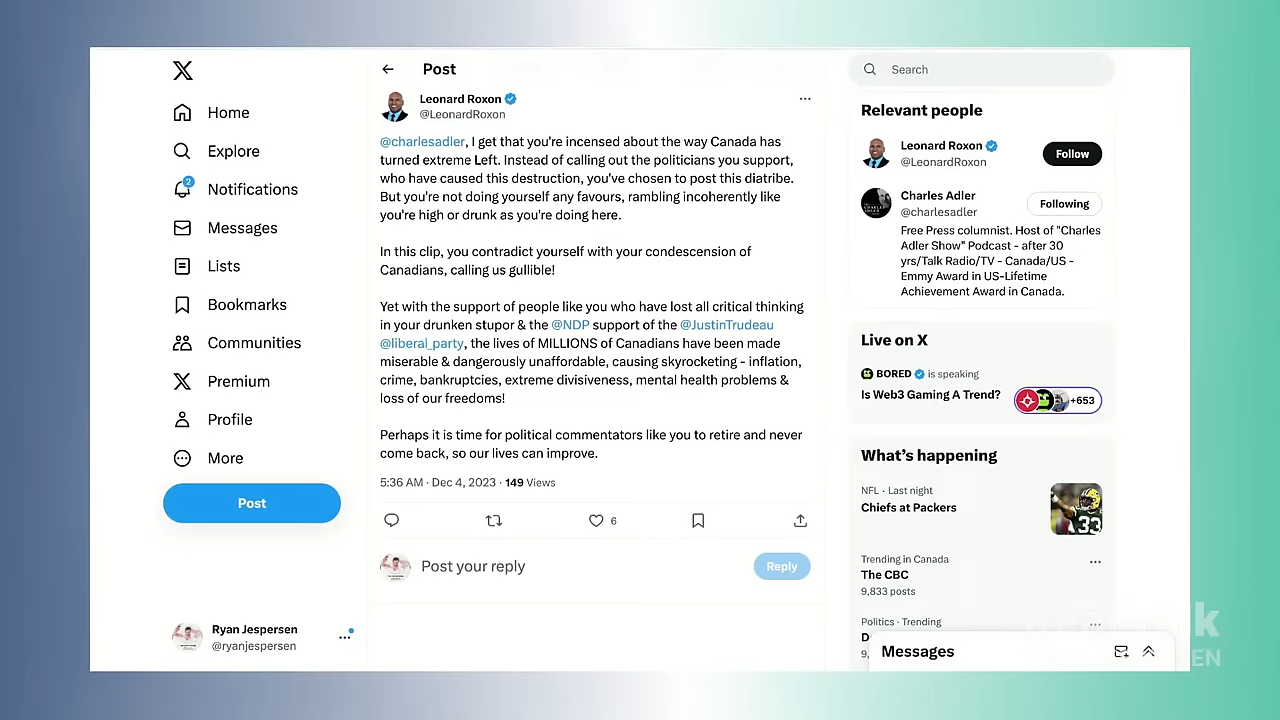 Home
Explore
2
Notifications
Messages
Lists
Bookmarks
Communities
Premium
Profile
More
Post
Ryan Jespersen
@ryanjespersen
Post
Leonard Roxon
@LeonardRoxon
@charlesadler, I get that you're incensed about the way Canada has
turned extreme Left. Instead of calling out the politicians you support,
who have caused this destruction, you've chosen to post this diatribe.
But you're not doing yourself any favours, rambling incoherently like
you're high or drunk as you're doing here.
In this clip, you contradict yourself with your condescension of
Canadians, calling us gullible!
Yet with the support of people like you who have lost all critical thinking
in your drunken stupor & the @NDP support of the @JustinTrudeau
@liberal_party, the lives of MILLIONS of Canadians have been made
miserable & dangerously unaffordable, causing skyrocketing - inflation,
crime, bankruptcies, extreme divisiveness, mental health problems &
loss of our freedoms!
Perhaps it is time for political commentators like you to retire and never
come back, so our lives can improve.
5:36 AM · Dec 4, 2023 · 149 Views
6
Post your reply
Reply
Search
Relevant people
Leonard Roxon
@LeonardRoxon
Follow
Charles Adler
@charlesadler
Following
Free Press columnist. Host of "Charles
Adler Show" Podcast - after 30
yrs/Talk Radio/TV - Canada/US -
Emmy Award in US-Lifetime
Achievement Award in Canada.
Live on X
BORED is speaking
Is Web3 Gaming A Trend?
+653
What's happening
NFL · Last night
Chiefs at Packers
33
Trending in Canada
The CBC
9,833 posts
Politics · Trending
Messages